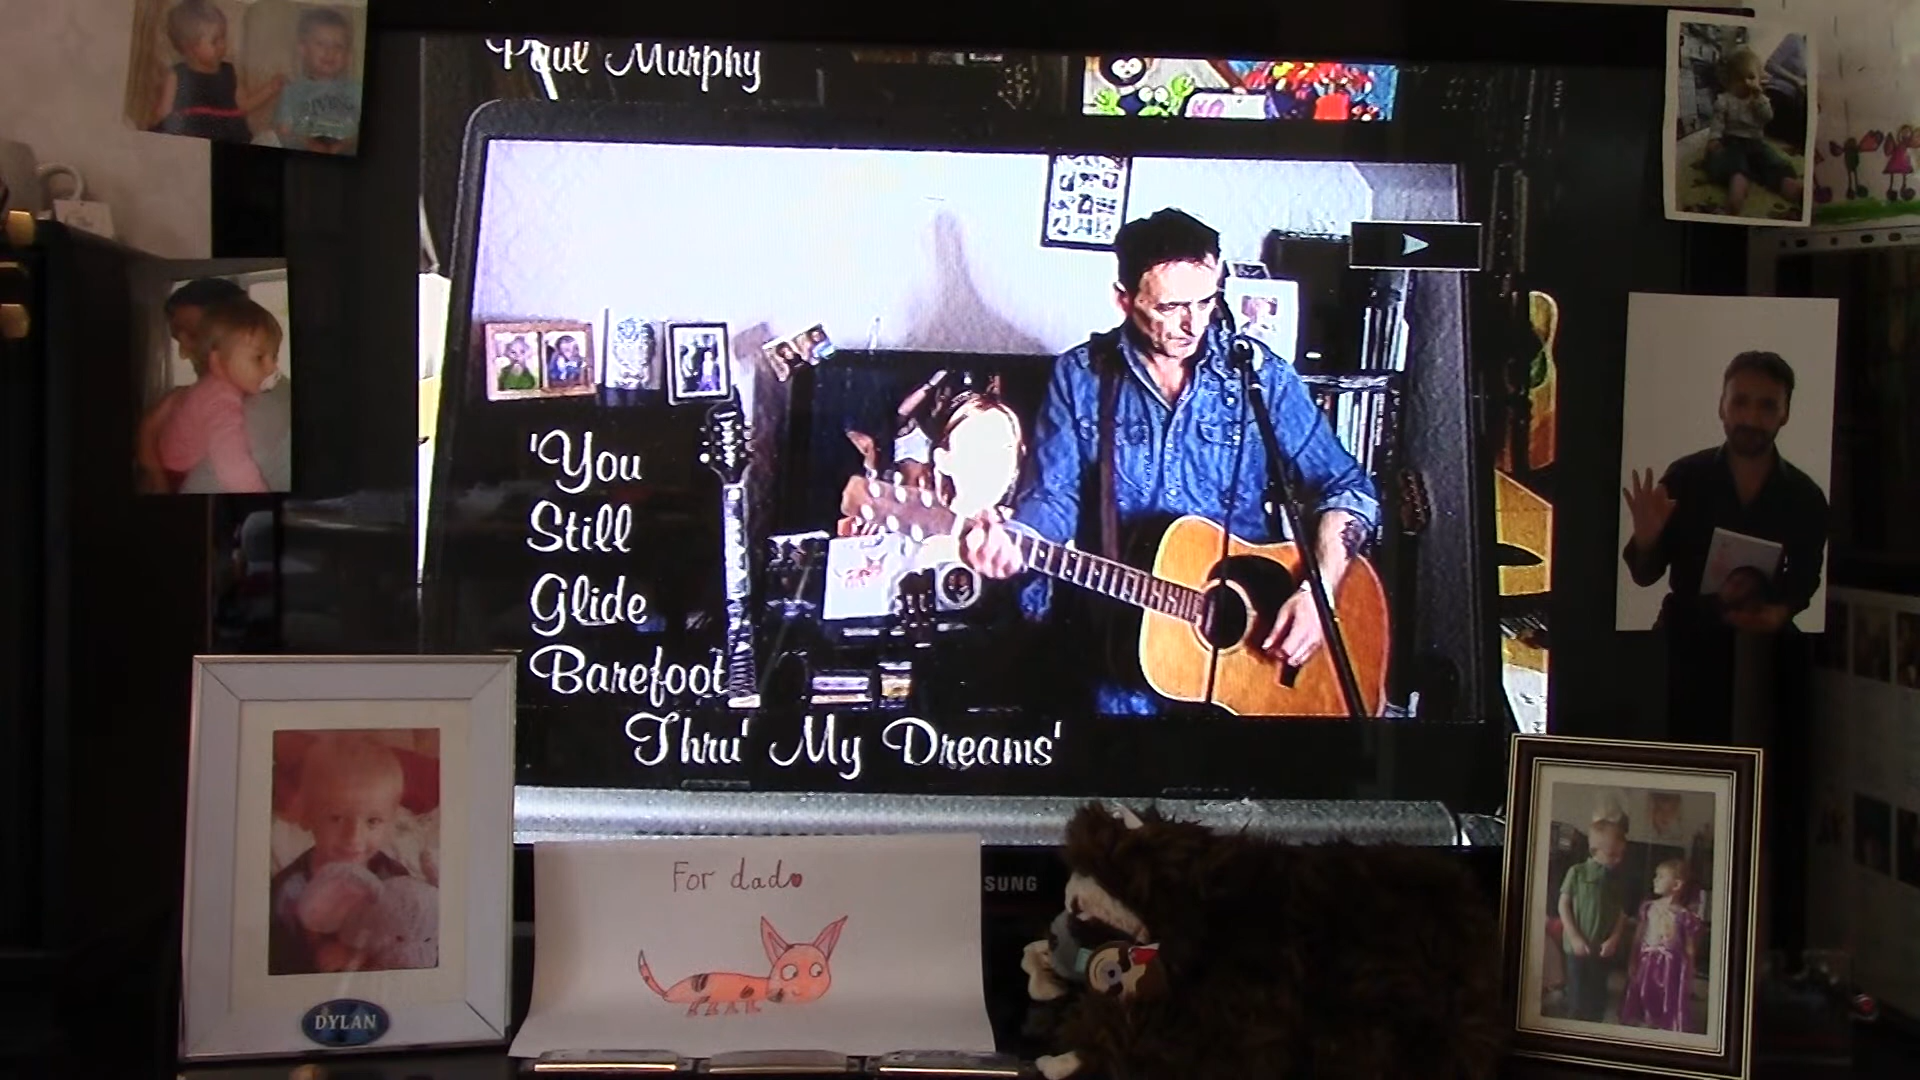 Paul Murphy
'You
Still
Glide
Barefoot
Thru' My Dreams'
For dad
SUNG
DYLAN